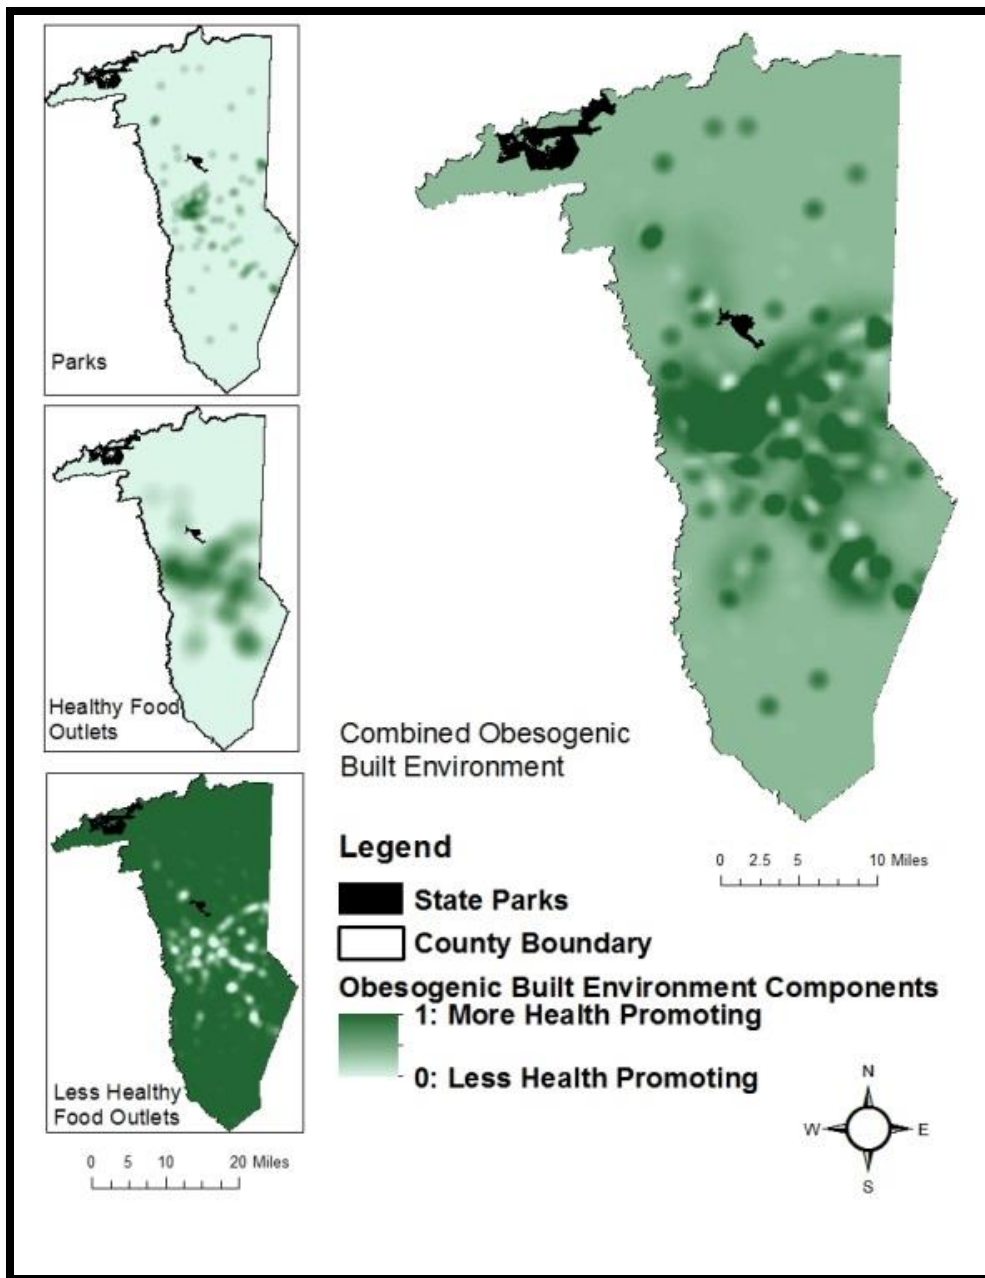 Parks
Healthy Food
Outlets
Less Healthy
Food Outlets
0 5 10 20 Miles
Combined Obesogenic
Built Environment
0 2.5 5 10 Miles
Legend
State Parks
County Boundary
Obesogenic Built Environment Components
1: More Health Promoting
0: Less Health Promoting
N
W E
S